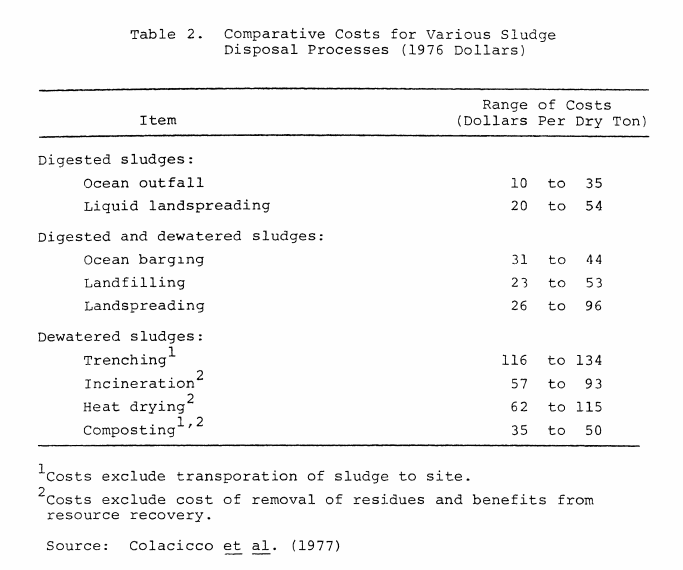 Table 2. Comparative Costs for Various Sludge
Disposal Processes (1976 Dollars)
Range of Costs
Item (Dollars Per Dry Ton)
Digested sludges:
Ocean outfall 10 to 35
Liquid landspreading 20 to 54
Digested and dewatered sludges:
Ocean barging 31 to 44
Landfilling 23 to 53
Landspreading 26 to 96
Dewatered sludges:
Trenching1 116 to 134
Incineration2 57 to 93
Heat drying2 62 to 115
Composting1,2 35 to 50
1Costs exclude transporation of sludge to site.
2Costs exclude cost of removal of residues and benefits from
resource recovery.
Source: Colacicco et al. (1977)